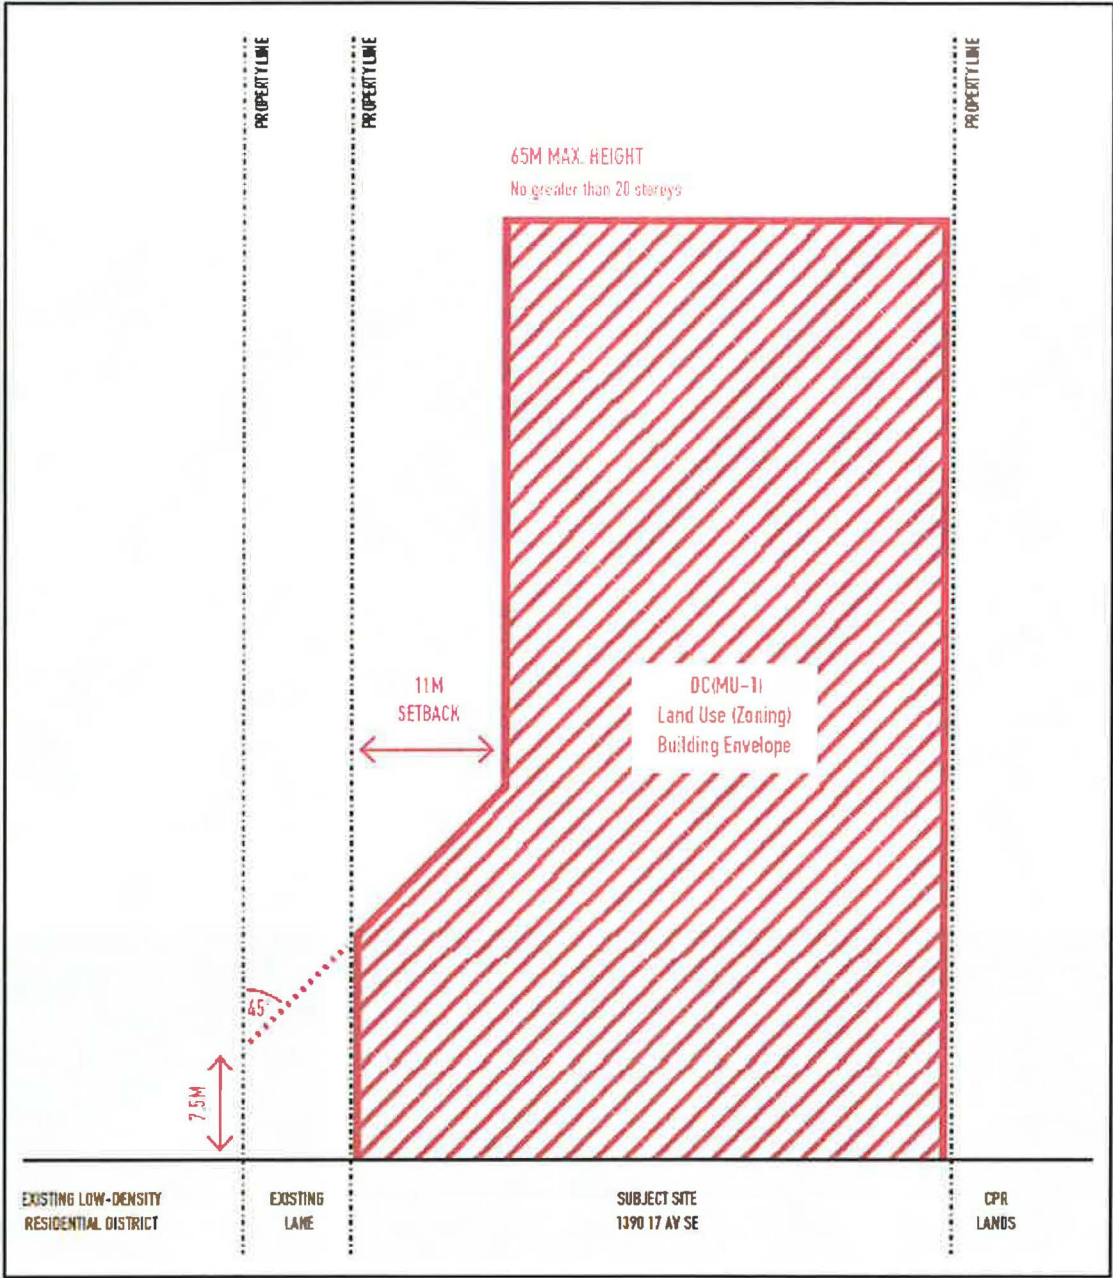 PROPERTY LINE
PROPERTY LINE
PROPERTY LINE
65M MAX. HEIGHT
No greater than 20 storeys
11M
SETBACK
DC(MU-1)
Land Use (Zoning)
Building Envelope
45°
7.5M
EXISTING LOW-DENSITY
RESIDENTIAL DISTRICT
EXISTING
LANE
SUBJECT SITE
1390 17 AV SE
CPR
LANDS